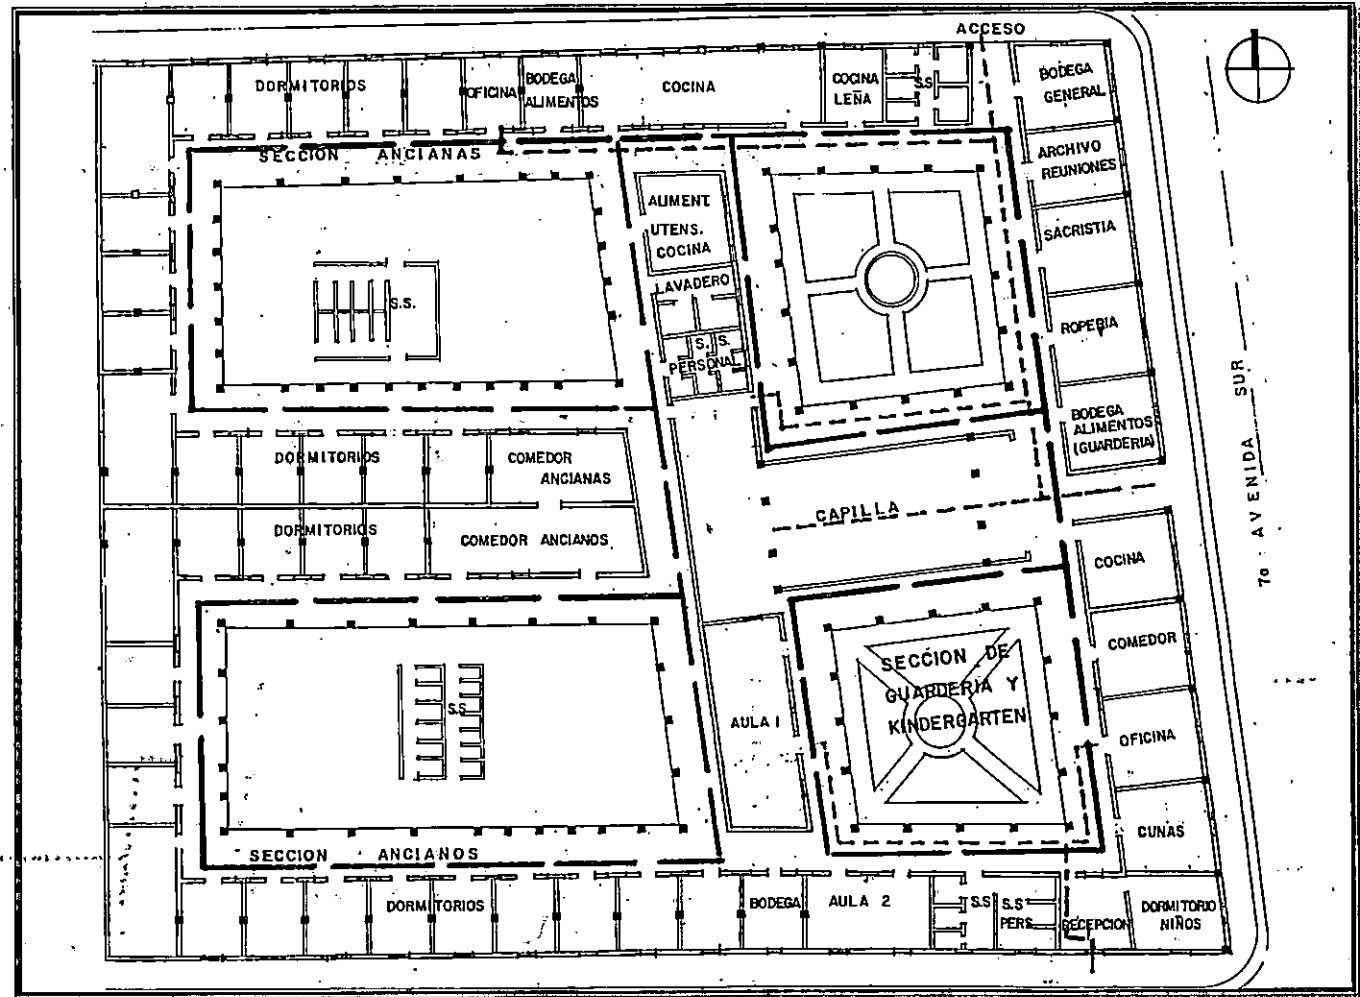 ACCESO
DORMITORIOS
OFICINA
BODEGA
ALIMENTOS
COCINA
COCINA
LEÑA
S.S
BODEGA
GENERAL
SECCION ANCIANAS
ARCHIVO
REUNIONES
ALIMENT.
UTENS.
COCINA
SACRISTIA
LAVADERO
S.S.
ROPERIA
S. S.
PERSONAL
BODEGA
ALIMENTOS
(GUARDERIA)
7a AVENIDA SUR
DORMITORIOS
COMEDOR
ANCIANAS
CAPILLA
DORMITORIOS
COMEDOR ANCIANOS
COCINA
COMEDOR
SECCION DE
GUARDERIA Y
KINDERGARTEN
S.S
AULA 1
OFICINA
CUNAS
SECCION ANCIANOS
DORMITORIOS
BODEGA
AULA 2
S.S
S.S
PERS.
RECEPCION
DORMITORIO
NIÑOS